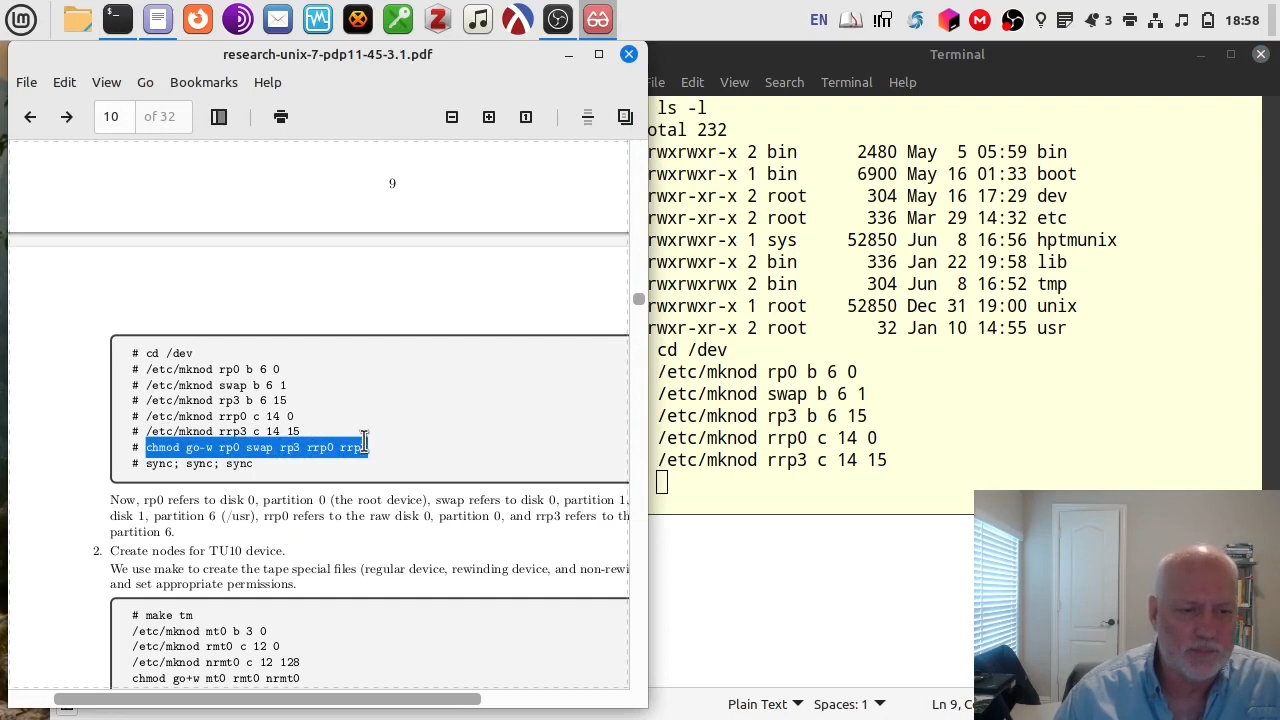 EN
3
18:58
research-unix-7-pdp11-45-3.1.pdf
File Edit View Go Bookmarks Help
10 of 32
9
# cd /dev
# /etc/mknod rp0 b 6 0
# /etc/mknod swap b 6 1
# /etc/mknod rp3 b 6 15
# /etc/mknod rrp0 c 14 0
# /etc/mknod rrp3 c 14 15
# chmod go-w rp0 swap rp3 rrp0 rrp
# sync; sync; sync
Now, rp0 refers to disk 0, partition 0 (the root device), swap refers to disk 0, partition 1,
disk 1, partition 6 (/usr), rrp0 refers to the raw disk 0, partition 0, and rrp3 refers to th
partition 6.
2. Create nodes for TU10 device.
We use make to create the tape special files (regular device, rewinding device, and non-rewi
and set appropriate permissions.
# make tm
/etc/mknod mt0 b 3 0
/etc/mknod rmt0 c 12 0
/etc/mknod nrmt0 c 12 128
chmod go+w mt0 rmt0 nrmt0
Terminal
File Edit View Search Terminal Help
ls -l
otal 232
rwxrwxr-x 2 bin 2480 May 5 05:59 bin
rwxrwxr-x 1 bin 6900 May 16 01:33 boot
rwxrwxr-xr-x 2 root 304 May 16 17:29 dev
rwxrwxr-x 2 root 336 Mar 29 14:32 etc
rwxrwxr-x 1 sys 52850 Jun 8 16:56 hptmunix
rwxrwxr-x 2 bin 336 Jan 22 19:58 lib
rwxrwxrwx 2 bin 304 Jun 8 16:52 tmp
rwxrwxr-x 1 root 52850 Dec 31 19:00 unix
rwxr-xr-x 2 root 32 Jan 10 14:55 usr
cd /dev
/etc/mknod rp0 b 6 0
/etc/mknod swap b 6 1
/etc/mknod rp3 b 6 15
/etc/mknod rrp0 c 14 0
/etc/mknod rrp3 c 14 15
Plain Text Spaces: 1 Ln 9, C